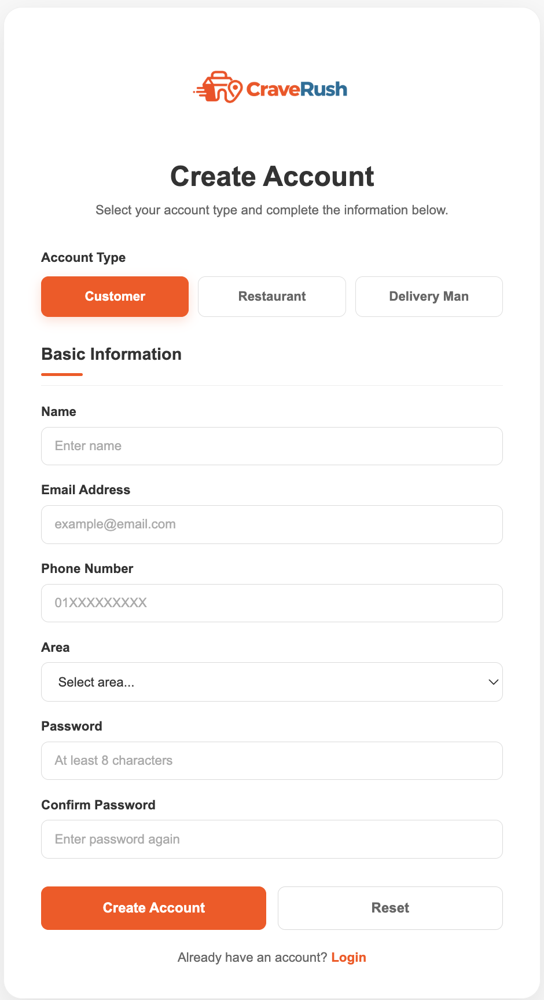 CraveRush
Create Account
Select your account type and complete the information below.
Account Type
Customer
Restaurant
Delivery Man
Basic Information
Name
Enter name
Email Address
example@email.com
Phone Number
01XXXXXXXXX
Area
Select area...
Password
At least 8 characters
Confirm Password
Enter password again
Create Account
Reset
Already have an account? Login